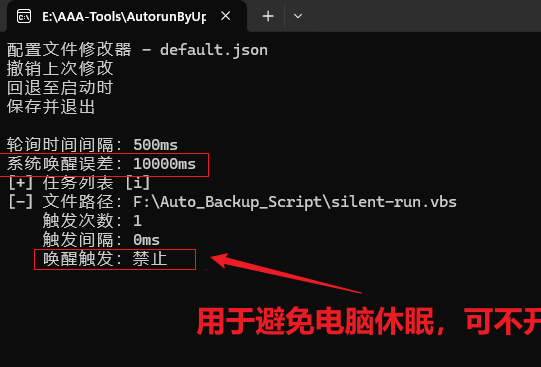 E:\AAA-Tools\AutorunByUp
配置文件修改器 - default.json
撤销上次修改
回退至启动时
保存并退出
轮询时间间隔: 500ms
系统唤醒误差: 10000ms
[+] 任务列表 [i]
[-] 文件路径: F:\Auto_Backup_Script\silent-run.vbs
触发次数: 1
触发间隔: 0ms
唤醒触发: 禁止
用于避免电脑休眠，可不开